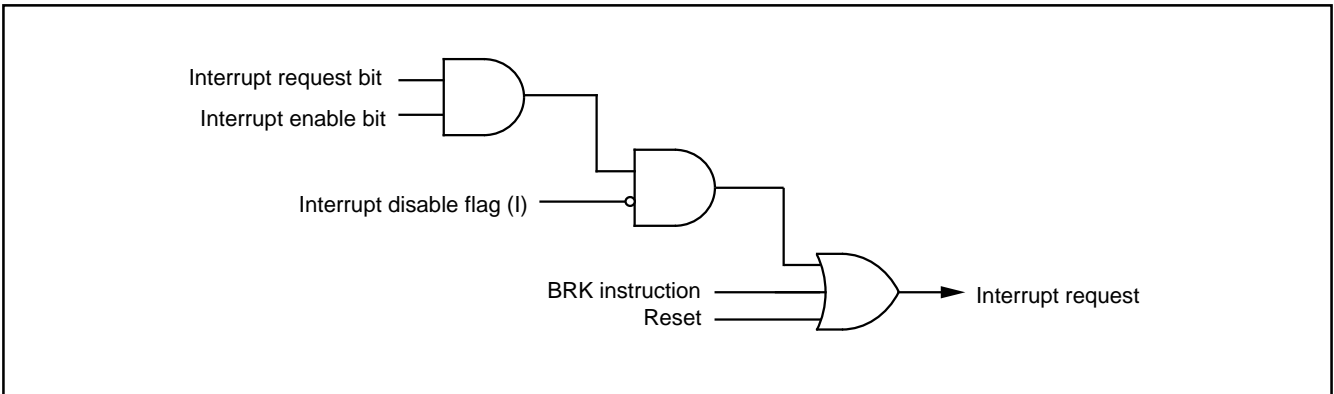 Interrupt request bit
Interrupt enable bit
Interrupt disable flag (I)
BRK instruction
Reset
Interrupt request